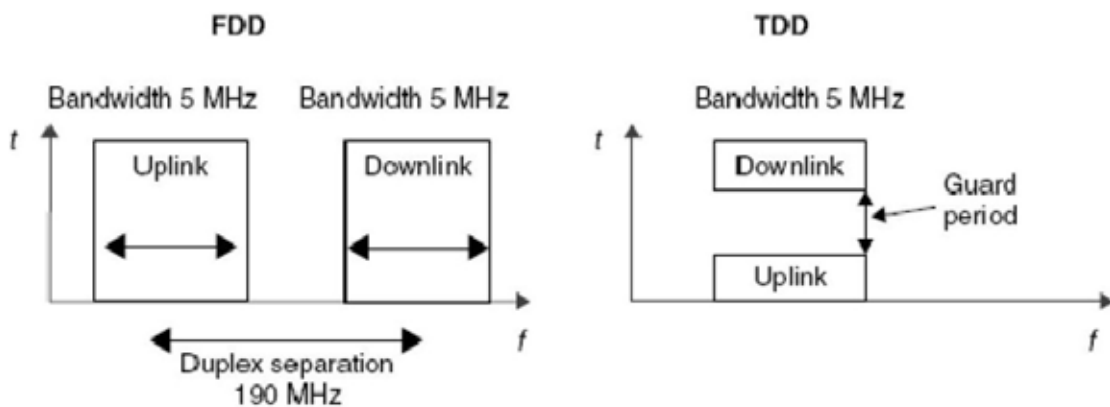 FDD
Bandwidth 5 MHz
Bandwidth 5 MHz
t
Uplink
Downlink
f
Duplex separation
190 MHz
TDD
Bandwidth 5 MHz
t
Downlink
Guard
period
Uplink
f